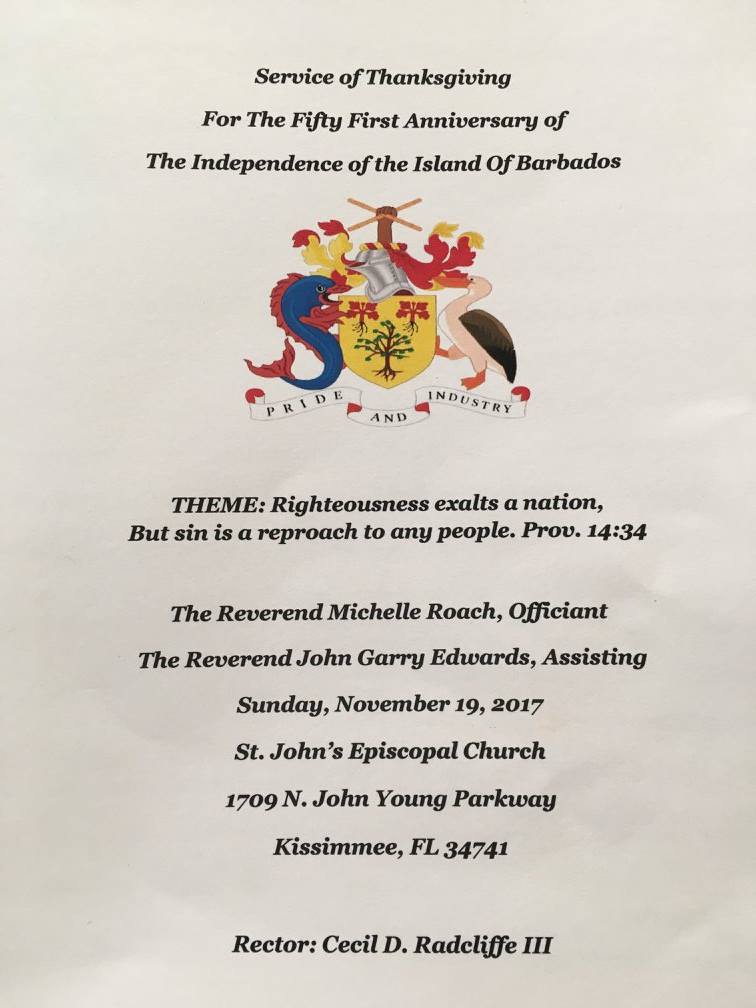 Service of Thanksgiving
For The Fifty First Anniversary of
The Independence of the Island Of Barbados
PRIDE AND INDUSTRY
THEME: Righteousness exalts a nation,
But sin is a reproach to any people. Prov. 14:34
The Reverend Michelle Roach, Officiant
The Reverend John Garry Edwards, Assisting
Sunday, November 19, 2017
St. John's Episcopal Church
1709 N. John Young Parkway
Kissimmee, FL 34741
Rector: Cecil D. Radcliffe III